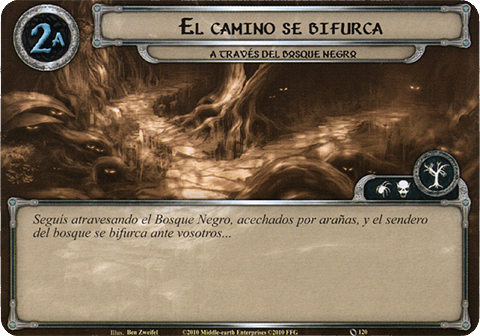 2A
EL CAMINO SE BIFURCA
A TRAVÉS DEL BOSQUE NEGRO
Seguis atravesando el Bosque Negro, acechados por arañas, y el sendero
del bosque se bifurca ante vosotros...
Illus. Ben Zweifel ©2010 Middle-earth Enterprises ©2010 FFG 120